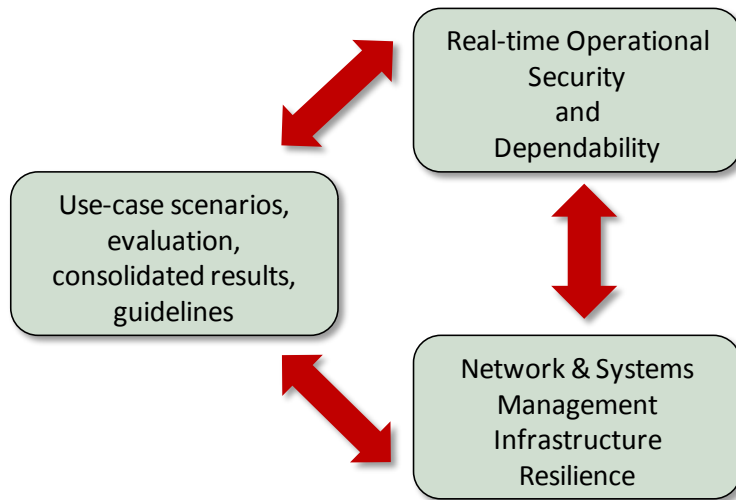 Real-time Operational
Security
and
Dependability
Use-case scenarios,
evaluation,
consolidated results,
guidelines
Network & Systems
Management
Infrastructure
Resilience